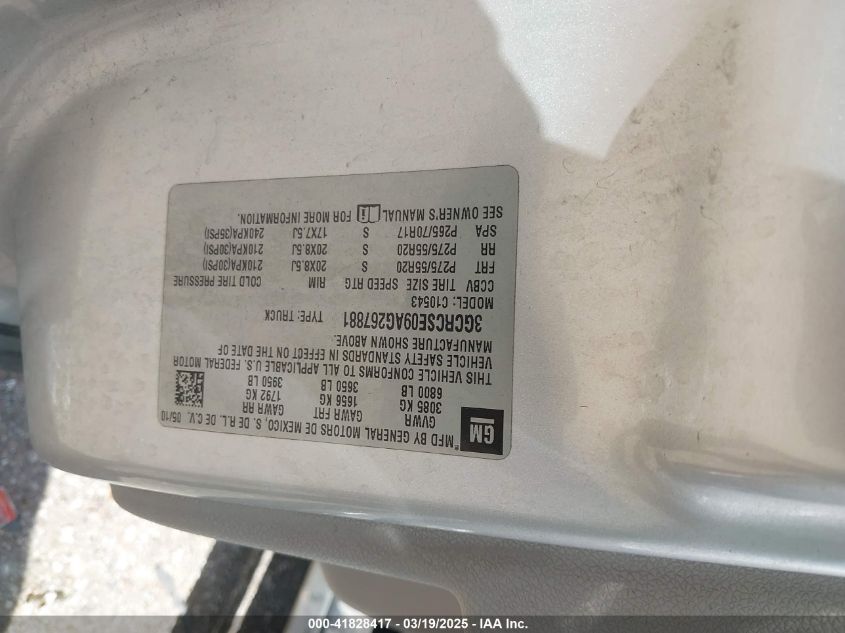 GM
*MFD BY GENERAL MOTORS DE MEXICO, S. DE R.L. DE C.V. 05/10
GVWR GAWR FRT GAWR RR
3085 KG 1656 KG 1792 KG
6800 LB 3650 LB 3950 LB
THIS VEHICLE CONFORMS TO ALL APPLICABLE U.S. FEDERAL MOTOR
VEHICLE SAFETY STANDARDS IN EFFECT ON THE DATE OF
MANUFACTURE SHOWN ABOVE.
3GCRCSE09AG267881 TYPE: TRUCK
MODEL: C10543
CCBV TIRE SIZE SPEED RTG RIM COLD TIRE PRESSURE
FRT P275/55R20 S 20X8.5J 210KPA(30PSI)
RR P275/55R20 S 20X8.5J 210KPA(30PSI)
SPA P265/70R17 S 17X7.5J 240KPA(35PSI)
SEE OWNER'S MANUAL FOR MORE INFORMATION.
000-41828417 - 03/19/2025 - IAA Inc.